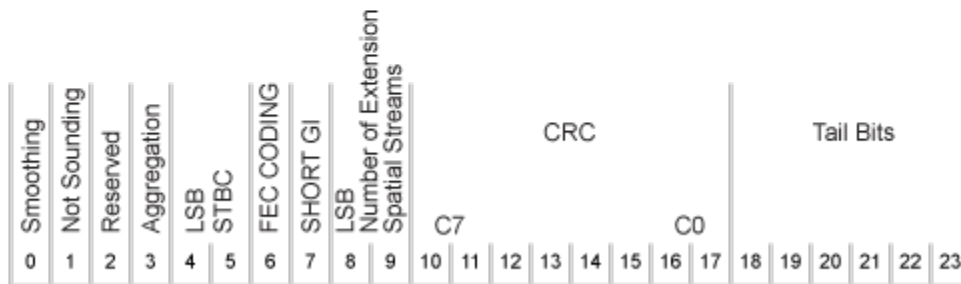 Smoothing
Not Sounding
Reserved
Aggregation
LSB
STBC
FEC CODING
SHORT GI
LSB
Number of Extension
Spatial Streams
CRC
Tail Bits
C7 C0
0 1 2 3 4 5 6 7 8 9 10 11 12 13 14 15 16 17 18 19 20 21 22 23